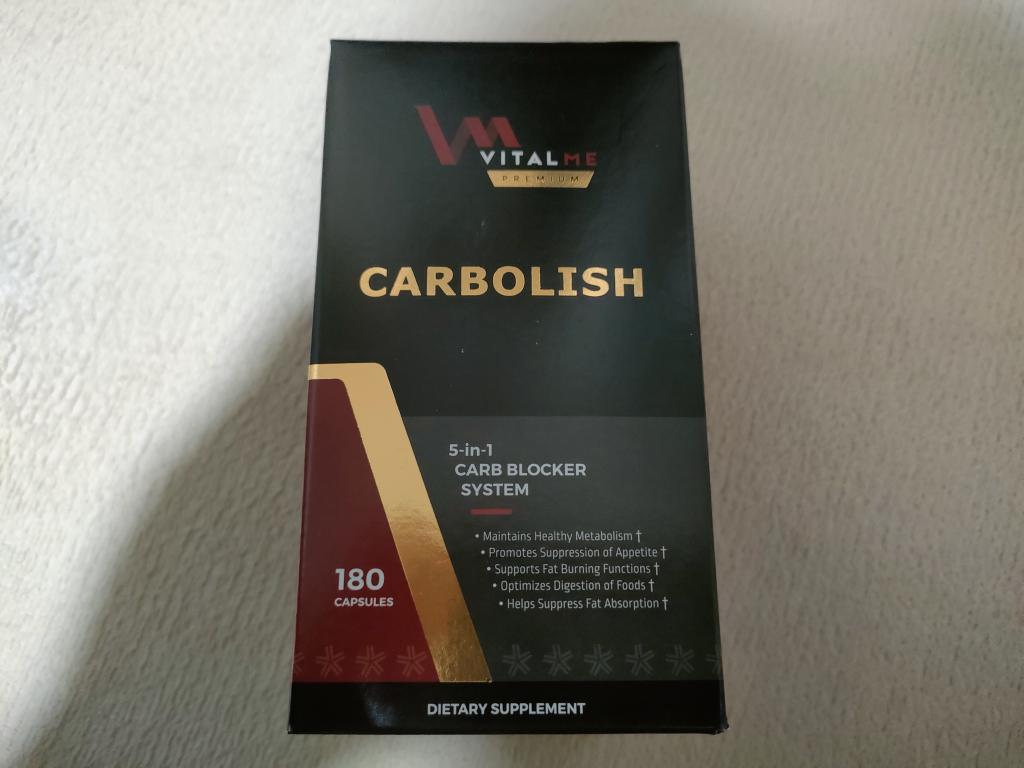 VM
VITALME
PREMIUM
CARBOLISH
5-in-1
CARB BLOCKER
SYSTEM
• Maintains Healthy Metabolism †
• Promotes Suppression of Appetite †
• Supports Fat Burning Functions †
• Optimizes Digestion of Foods †
• Helps Suppress Fat Absorption †
180
CAPSULES
DIETARY SUPPLEMENT